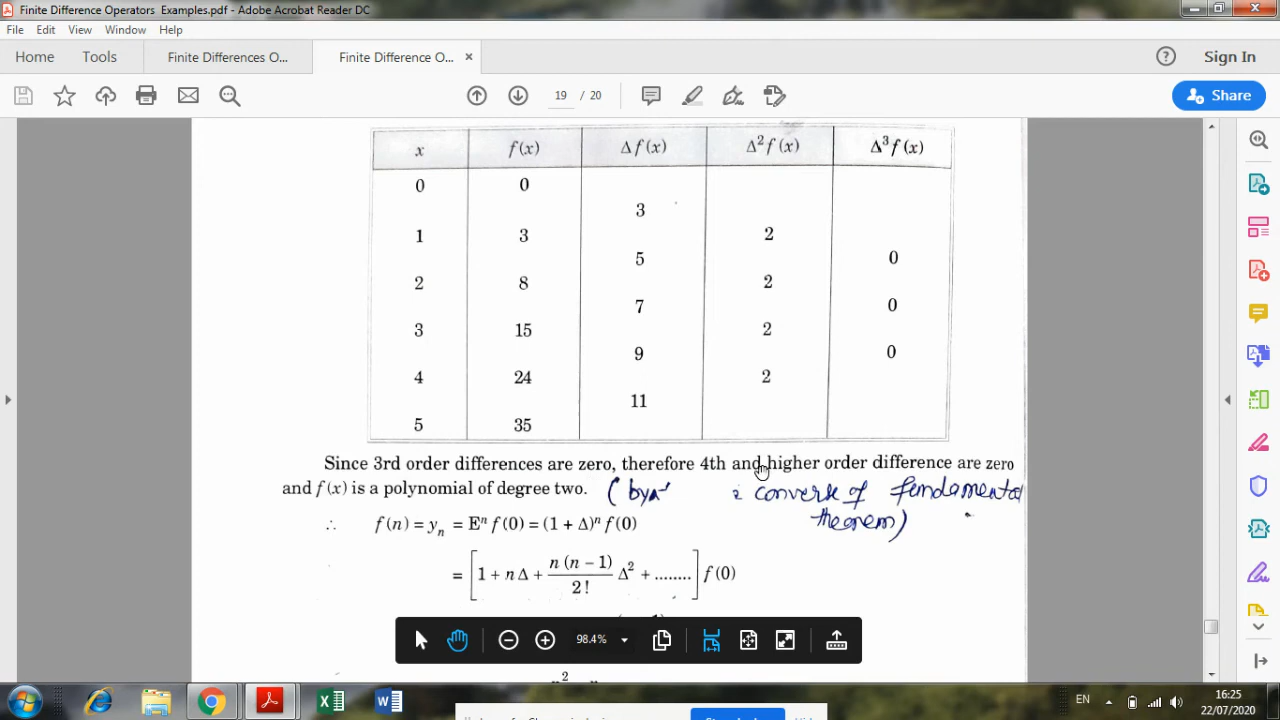 Finite Difference Operators Examples.pdf - Adobe Acrobat Reader DC
File Edit View Window Help
Home Tools Finite Differences O... Finite Difference O... × Sign In
19 / 20 Share
x f(x) Δf(x) Δ²f(x) Δ³f(x)
0 0
3
1 3 2
5 0
2 8 2
7 0
3 15 2
9 0
4 24 2
11
5 35
Since 3rd order differences are zero, therefore 4th and higher order difference are zero
and f(x) is a polynomial of degree two. (by converse of fundamental
theorem)
∴ f(n) = yₙ = Eⁿ f(0) = (1 + Δ)ⁿ f(0)
= [1 + n Δ + n (n – 1) / 2 ! Δ² + ........] f(0)
98.4%
EN 16:25
22/07/2020